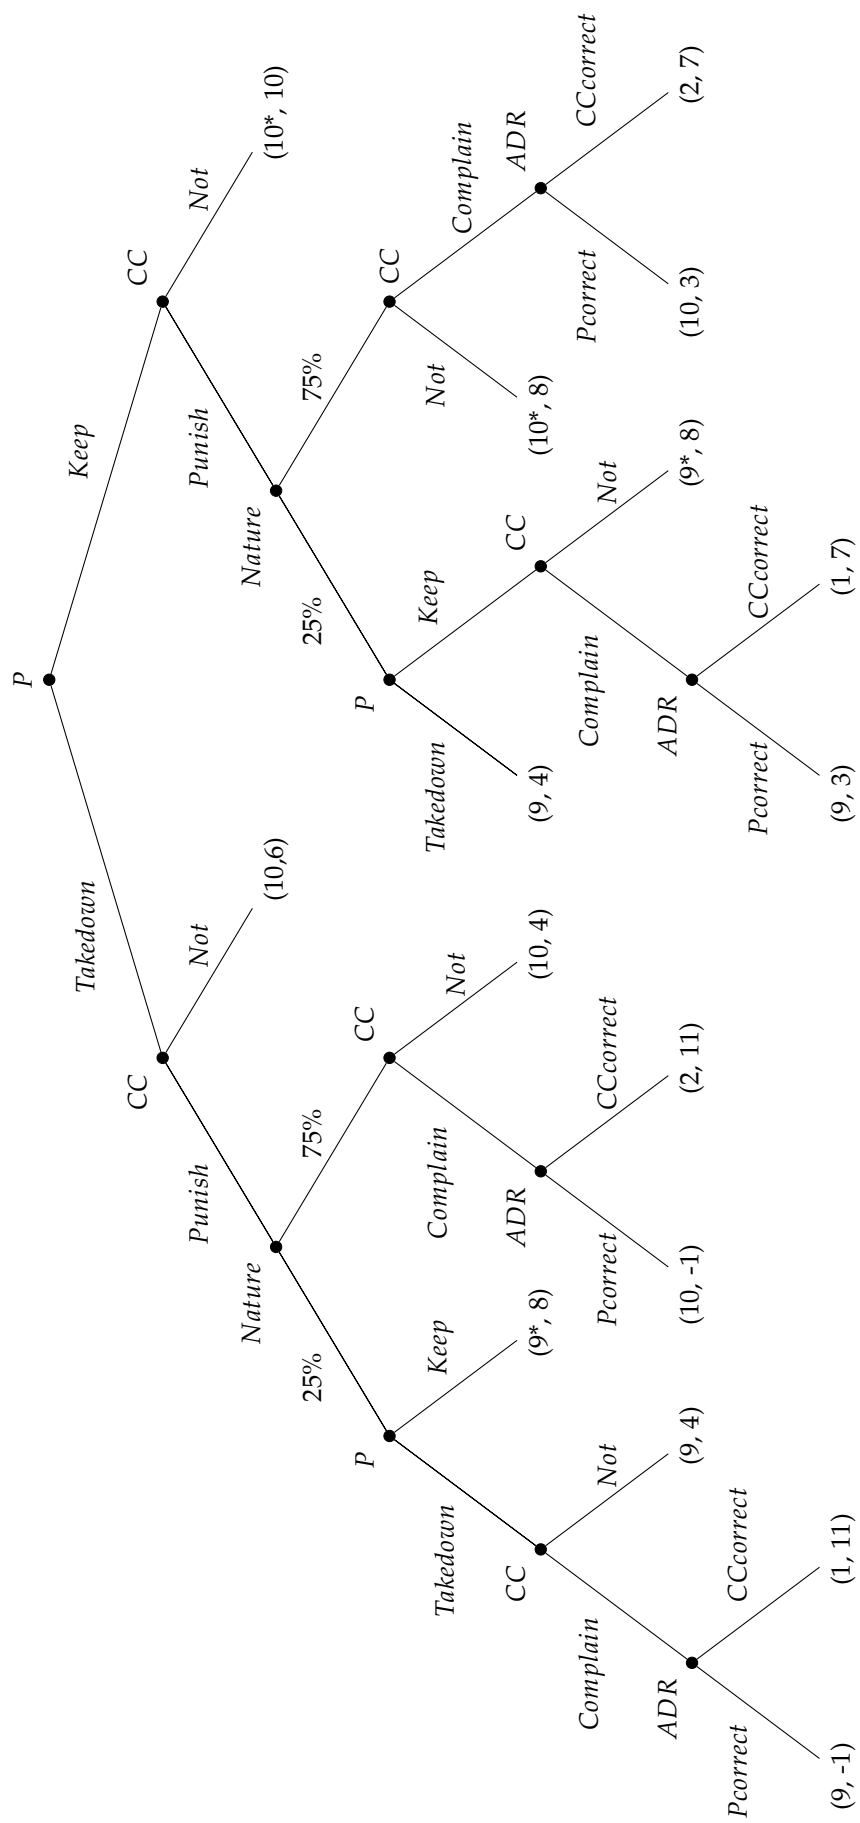 P
Takedown
Keep
CC
CC
Punish
Not
Punish
Not
(10,6)
(10*, 10)
Nature
Nature
25%
75%
25%
75%
P
CC
P
CC
Takedown
Keep
Complain
Not
Takedown
Keep
Not
Complain
(9*, 8)
(10, 4)
(9, 4)
(10*, 8)
CC
ADR
CC
ADR
Complain
Not
Pcorrect
CCcorrect
Complain
Not
Pcorrect
CCcorrect
(9, 4)
(10, -1)
(2, 11)
(9*, 8)
(10, 3)
(2, 7)
ADR
ADR
Pcorrect
CCcorrect
Pcorrect
CCcorrect
(9, -1)
(1, 11)
(9, 3)
(1, 7)